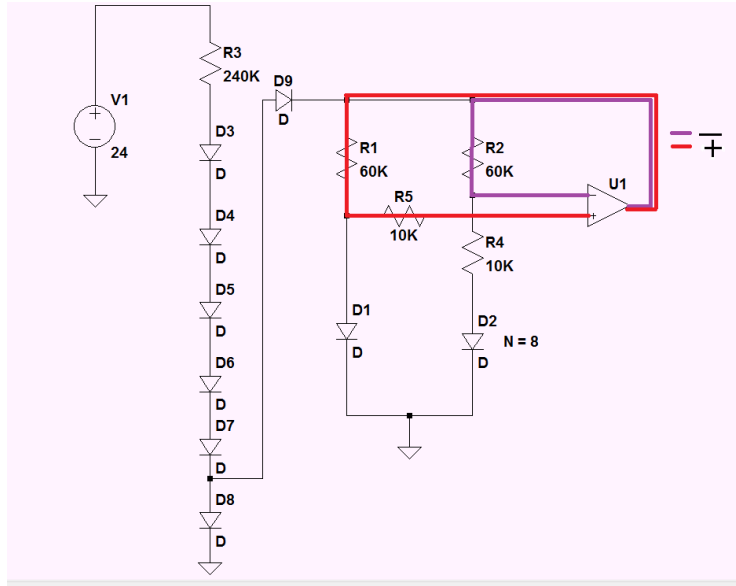 V1
24
R3
240K
D3
D
D4
D
D5
D
D6
D
D7
D
D8
D
D9
D
R1
60K
R5
10K
D1
D
R2
60K
R4
10K
D2
D
N = 8
U1
+
−
−
+
−
+